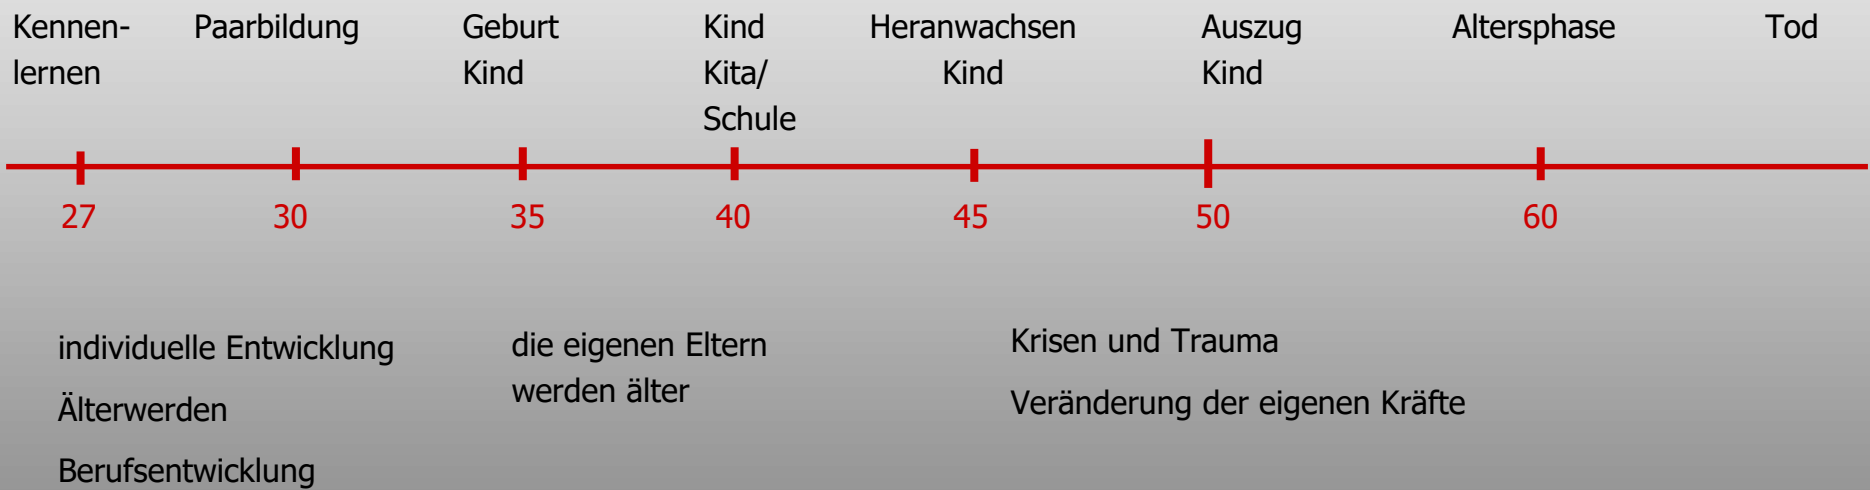 Kennen-
lernen
Paarbildung
Geburt
Kind
Kind
Kita/
Schule
Heranwachsen
Kind
Auszug
Kind
Altersphase
Tod
27
30
35
40
45
50
60
individuelle Entwicklung
Älterwerden
Berufsentwicklung
die eigenen Eltern
werden älter
Krisen und Trauma
Veränderung der eigenen Kräfte